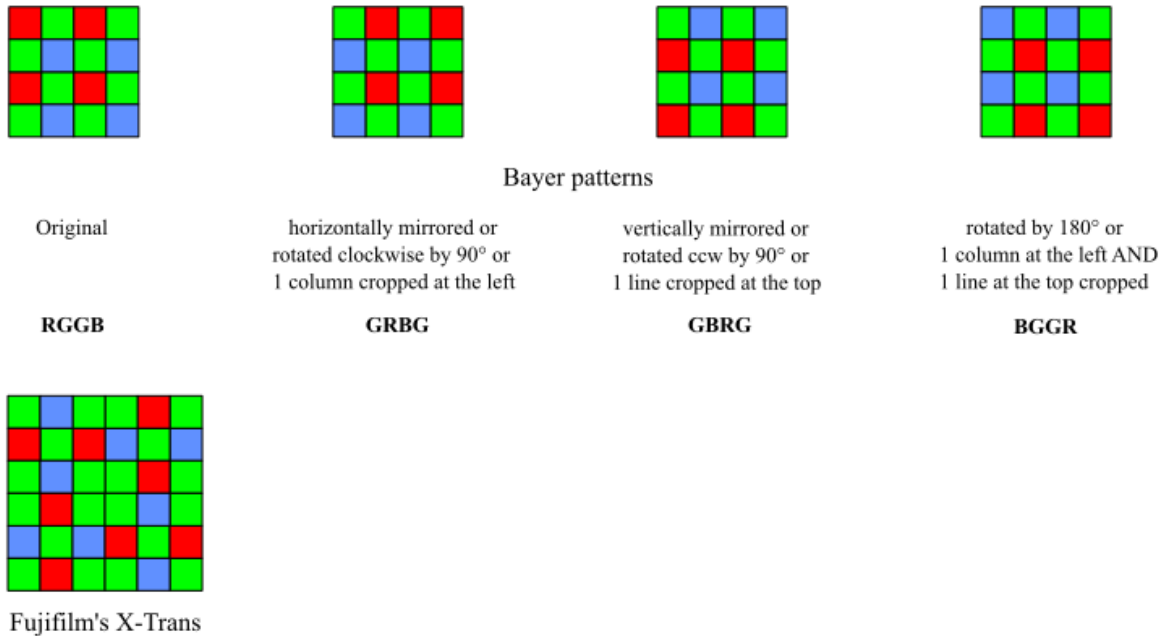 Bayer patterns
Original
horizontally mirrored or
rotated clockwise by 90° or
1 column cropped at the left
vertically mirrored or
rotated ccw by 90° or
1 line cropped at the top
rotated by 180° or
1 column at the left AND
1 line at the top cropped
RGGB
GRBG
GBRG
BGGR
Fujifilm's X-Trans